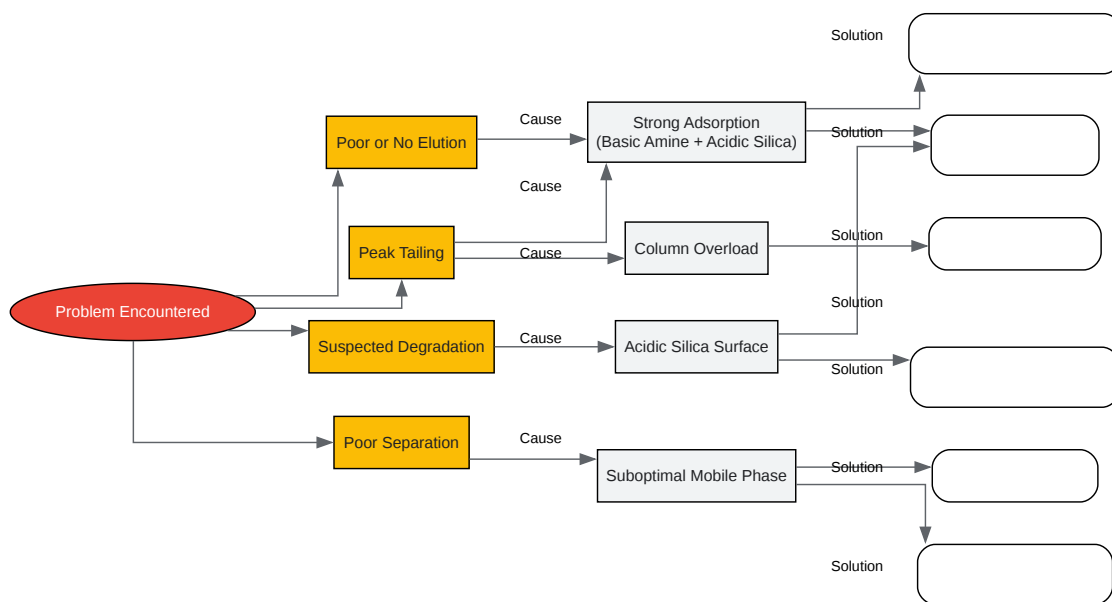 Solution
Cause
Strong Adsorption
(Basic Amine + Acidic Silica)
Solution
Poor or No Elution
Cause
Peak Tailing
Cause
Column Overload
Solution
Problem Encountered
Solution
Suspected Degradation
Cause
Acidic Silica Surface
Solution
Poor Separation
Cause
Suboptimal Mobile Phase
Solution
Solution